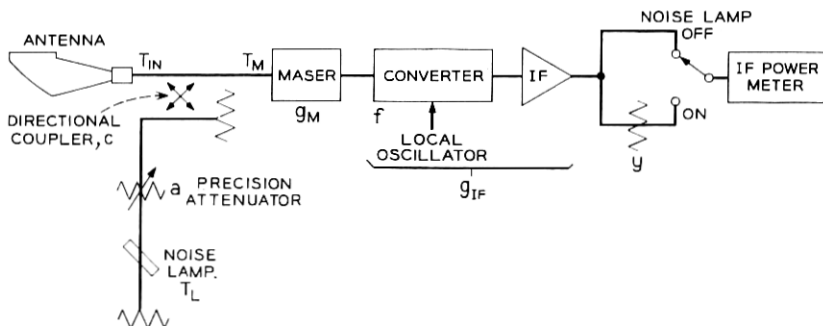 ANTENNA
T_IN
T_M
MASER
g_M
CONVERTER
f
IF
NOISE LAMP
OFF
ON
IF POWER
METER
y
DIRECTIONAL
COUPLER, C
LOCAL
OSCILLATOR
g_IF
a
PRECISION
ATTENUATOR
NOISE
LAMP.
T_L